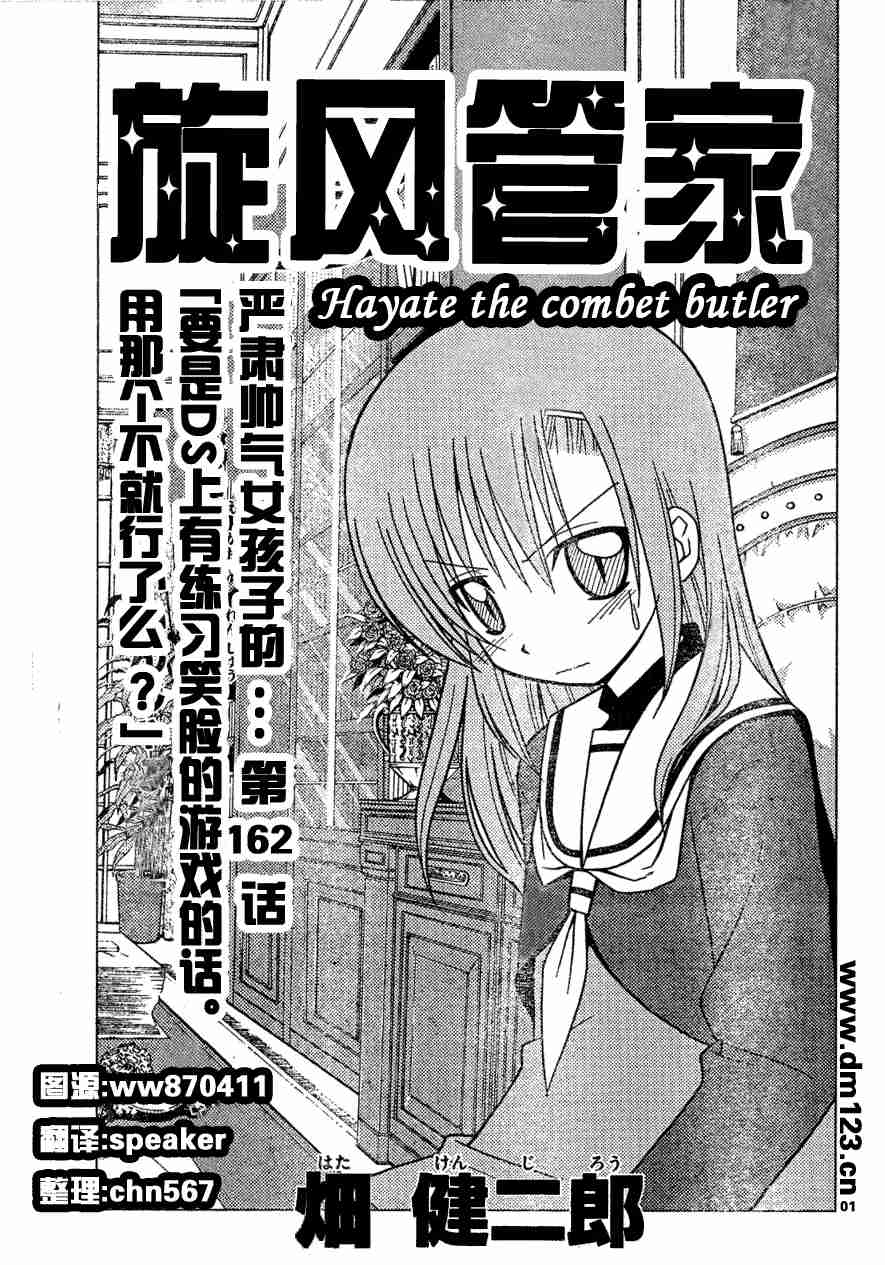 旋风管家
Hayate the combet butler
严肃帅气女孩子的… 第162话
「要是DS上有练习笑脸的游戏的话。
用那个不就行了么？」
图源:ww870411
翻译:speaker
整理:chn567
はた けん じ ろう
畑 健二郎
www.dm123.cn
01